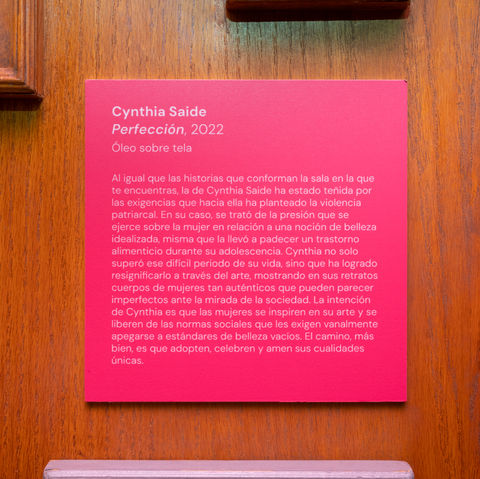 Cynthia Saide
Perfección, 2022
Óleo sobre tela
Al igual que las historias que conforman la sala en la que
te encuentras, la de Cynthia Saide ha estado teñida por
las exigencias que hacia ella ha planteado la violencia
patriarcal. En su caso, se trató de la presión que se
ejerce sobre la mujer en relación a una noción de belleza
idealizada, misma que la llevó a padecer un trastorno
alimenticio durante su adolescencia. Cynthia no solo
superó ese difícil periodo de su vida, sino que ha logrado
resignificarlo a través del arte, mostrando en sus retratos
cuerpos de mujeres tan auténticos que pueden parecer
imperfectos ante la mirada de la sociedad. La intención
de Cynthia es que las mujeres se inspiren en su arte y se
liberen de las normas sociales que les exigen vanalmente
apegarse a estándares de belleza vacíos. El camino, más
bien, es que adopten, celebren y amen sus cualidades
únicas.